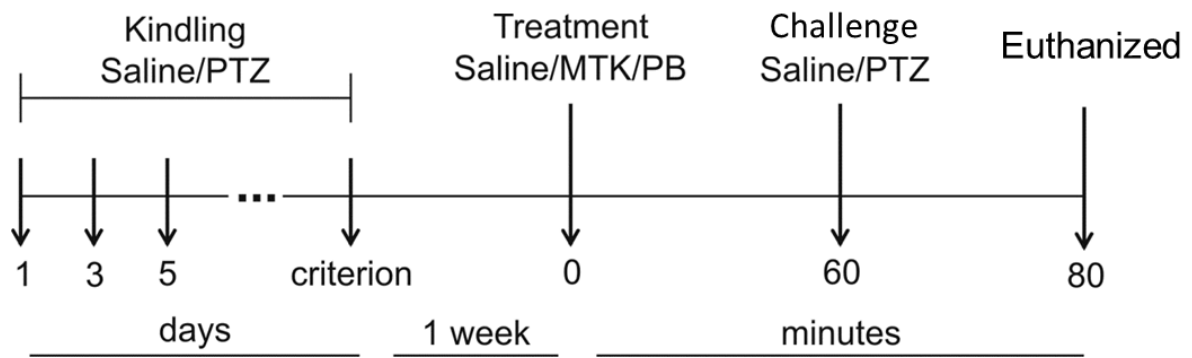 Kindling
Saline/PTZ
Treatment
Saline/MTK/PB
Challenge
Saline/PTZ
Euthanized
...
1 3 5 criterion 0 60 80
days 1 week minutes